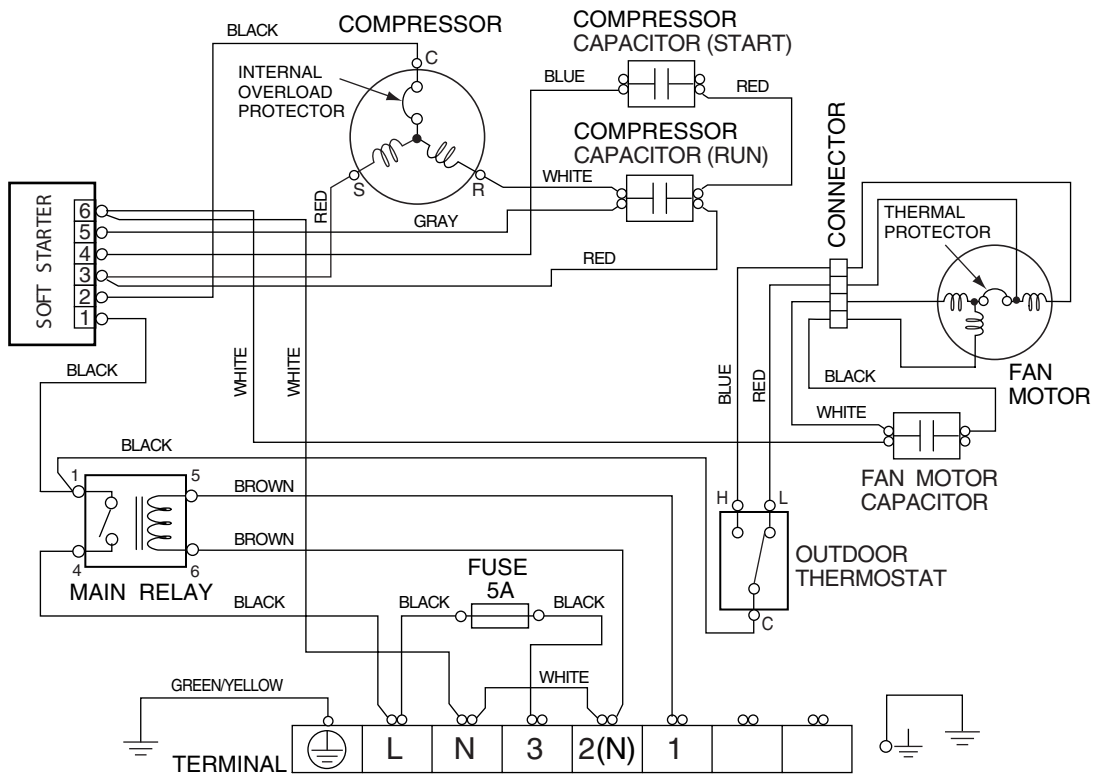 COMPRESSOR
BLACK
C
INTERNAL
OVERLOAD
PROTECTOR
S
R
COMPRESSOR
CAPACITOR (START)
BLUE
RED
COMPRESSOR
CAPACITOR (RUN)
WHITE
GRAY
RED
RED
SOFT STARTER
6
5
4
3
2
1
BLACK
WHITE
WHITE
CONNECTOR
THERMAL
PROTECTOR
FAN
MOTOR
BLUE
RED
BLACK
WHITE
FAN MOTOR
CAPACITOR
BLACK
1
5
4
6
MAIN RELAY
BROWN
BROWN
BLACK
H
L
C
OUTDOOR
THERMOSTAT
FUSE
5A
BLACK
BLACK
WHITE
GREEN/YELLOW
TERMINAL
L
N
3
2(N)
1